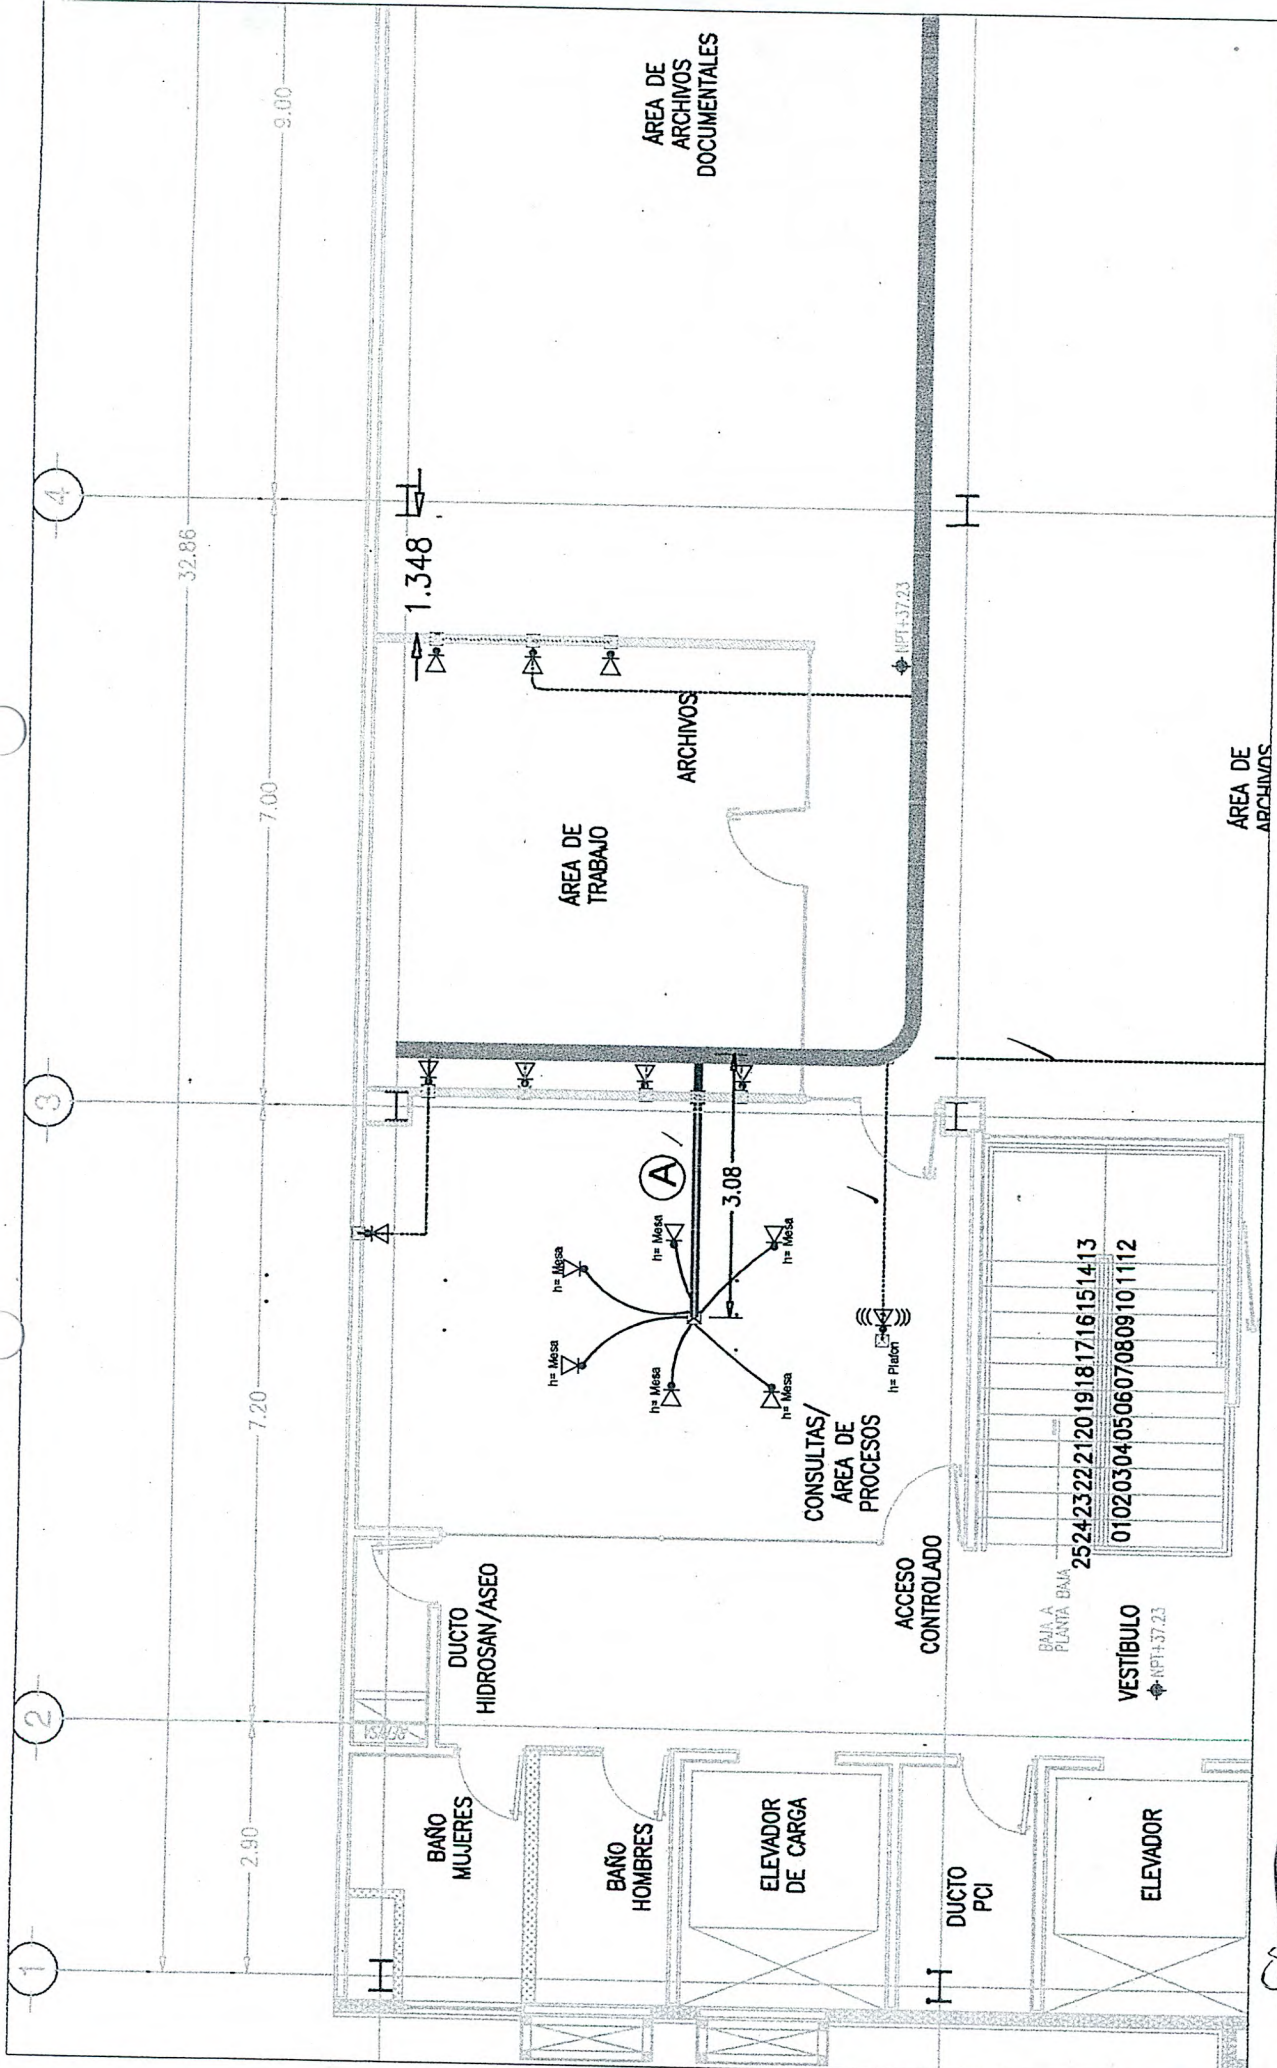 1
2
3
4
32.86
2.90
7.20
7.00
9.00
1.348
BAÑO
MUJERES
DUCTO
HIDROSAN/ASEO
BAÑO
HOMBRES
ELEVADOR
DE CARGA
DUCTO
PCI
ELEVADOR
ACCESO
CONTROLADO
VESTÍBULO
NPT+37.23
BAJA A
PLANTA BAJA
25242322212019181716151413
010203040506070809101112
CONSULTAS/
ÁREA DE
PROCESOS
h= Mesa
h= Mesa
h= Mesa
h= Mesa
h= Mesa
h= Mesa
h= Plafon
A
3.08
ÁREA DE
TRABAJO
ARCHIVOS
NPT+37.23
ÁREA DE
ARCHIVOS
DOCUMENTALES
ÁREA DE
ARCHIVOS